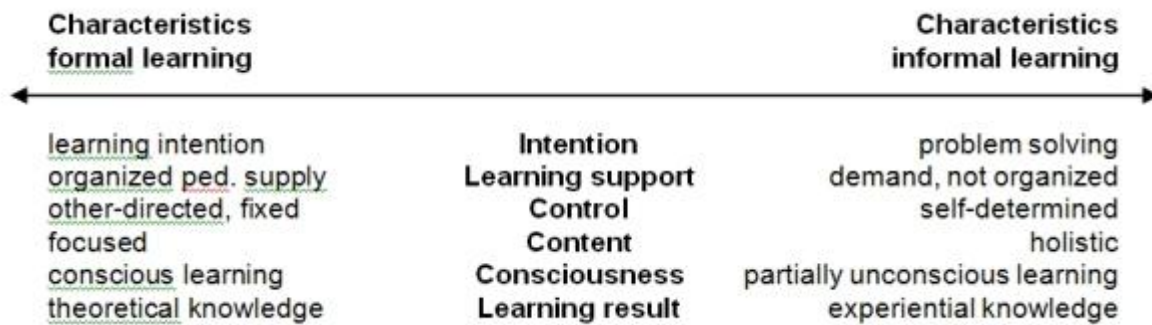 Characteristics Characteristics
formal learning informal learning
learning intention Intention problem solving
organized ped. supply Learning support demand, not organized
other-directed, fixed Control self-determined
focused Content holistic
conscious learning Consciousness partially unconscious learning
theoretical knowledge Learning result experiential knowledge